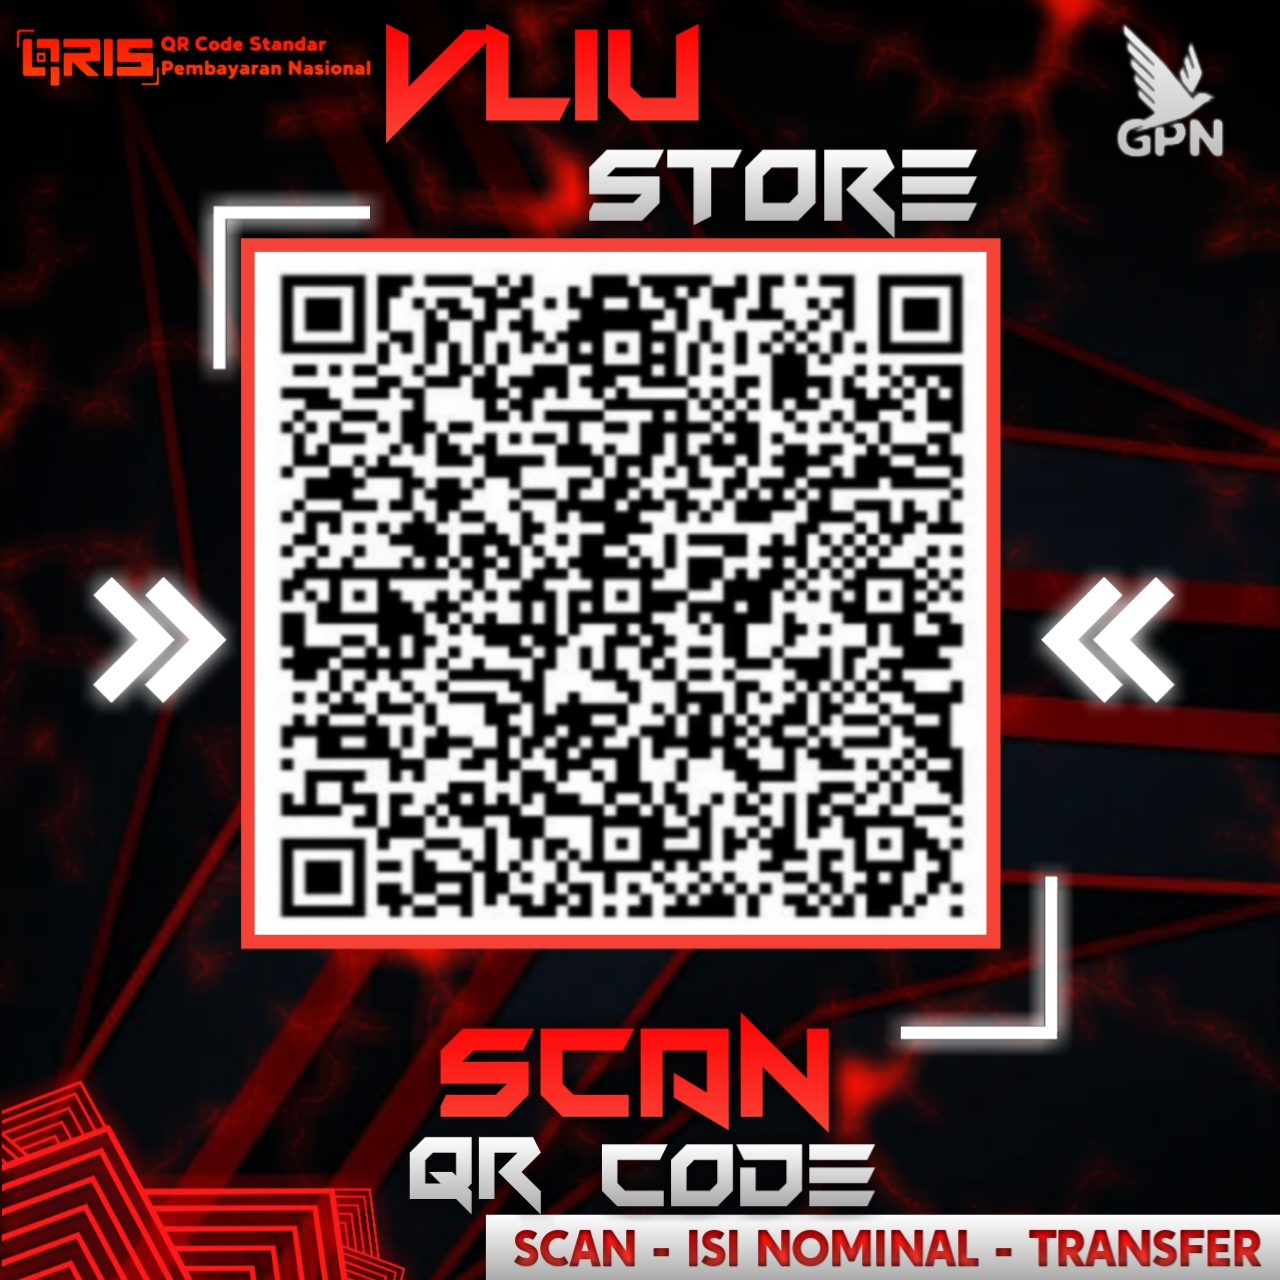 QRIS QR Code Standar
Pembayaran Nasional
VLIU
STORE
GPN
SCAN
QR CODE
SCAN - ISI NOMINAL - TRANSFER